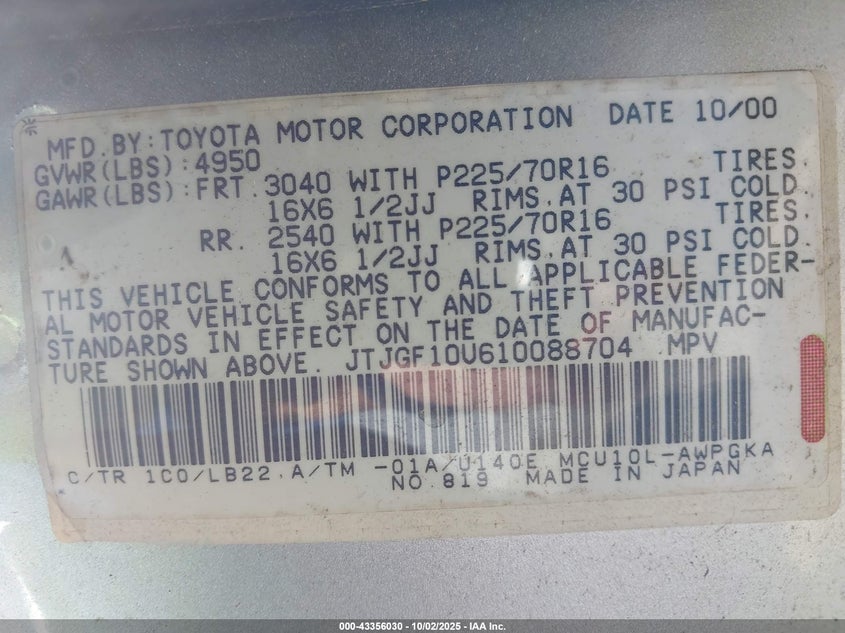 MFD.BY:TOYOTA MOTOR CORPORATION DATE 10/00
GVWR(LBS):4950
GAWR(LBS):FRT.3040 WITH P225/70R16 TIRES.
16X6 1/2JJ RIMS.AT 30 PSI COLD.
RR. 2540 WITH P225/70R16 TIRES.
16X6 1/2JJ RIMS.AT 30 PSI COLD.
THIS VEHICLE CONFORMS TO ALL APPLICABLE FEDER-
AL MOTOR VEHICLE SAFETY AND THEFT PREVENTION
STANDARDS IN EFFECT ON THE DATE OF MANUFAC-
TURE SHOWN ABOVE. JTJGF10U610088704 MPV
C/TR 1C0/LB22 A/TM -01A/U140E MCU10L-AWPGKA
NO.819 MADE IN JAPAN
000-43356030 - 10/02/2025 - IAA Inc.